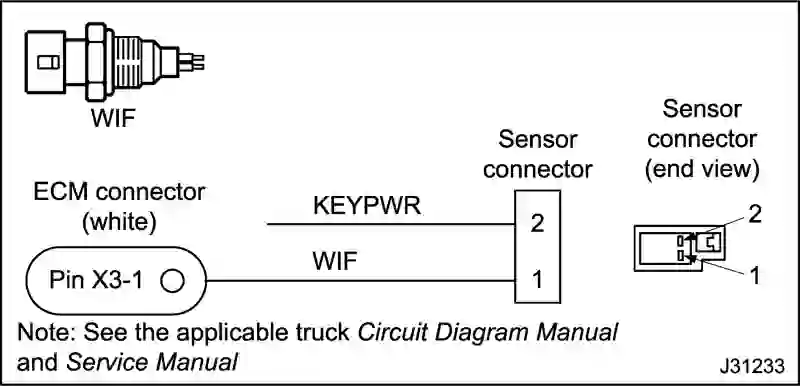 WIF
Sensor
connector
(end view)
Sensor
connector
ECM connector
(white)
KEYPWR
2
2
WIF
Pin X3-1
1
1
Note: See the applicable truck Circuit Diagram Manual
and Service Manual
J31233